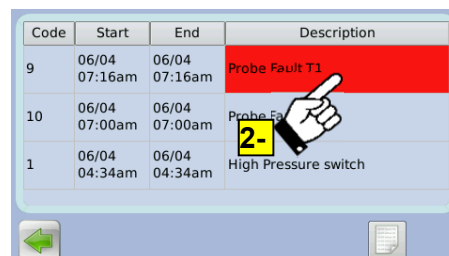 Code Start End Description
9 06/04 07:16am 06/04 07:16am Probe Fault T1
10 06/04 07:00am 06/04 07:00am Probe Fa
2-
1 06/04 04:34am 06/04 04:34am High Pressure switch